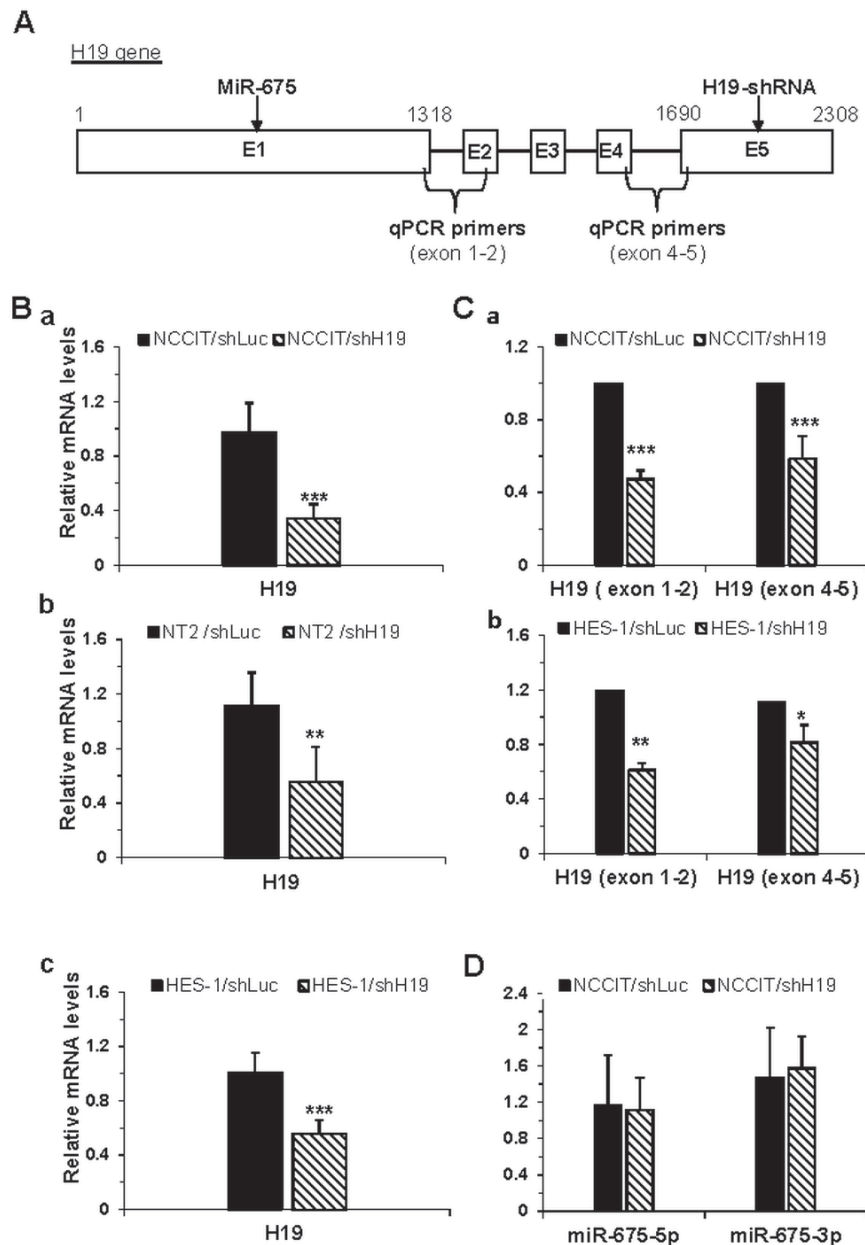 A
H19 gene
MiR-675
H19-shRNA
1
1318
1690
2308
E1
E2
E3
E4
E5
qPCR primers
(exon 1-2)
qPCR primers
(exon 4-5)
B
a
NCCIT/shLuc NCCIT/shH19
Relative mRNA levels
1.6
1.2
0.8
0.4
0
***
H19
b
NT2 /shLuc NT2 /shH19
Relative mRNA levels
1.6
1.2
0.8
0.4
0
**
H19
c
HES-1/shLuc HES-1/shH19
Relative mRNA levels
1.6
1.2
0.8
0.4
0
***
H19
C
a
NCCIT/shLuc NCCIT/shH19
1.2
0.8
0.4
0
***
***
H19 ( exon 1-2) H19 (exon 4-5)
b
HES-1/shLuc HES-1/shH19
1.6
1.2
0.8
0.4
0
**
*
H19 (exon 1-2) H19 (exon 4-5)
D
NCCIT/shLuc NCCIT/shH19
2.4
2
1.6
1.2
0.8
0.4
0
miR-675-5p miR-675-3p